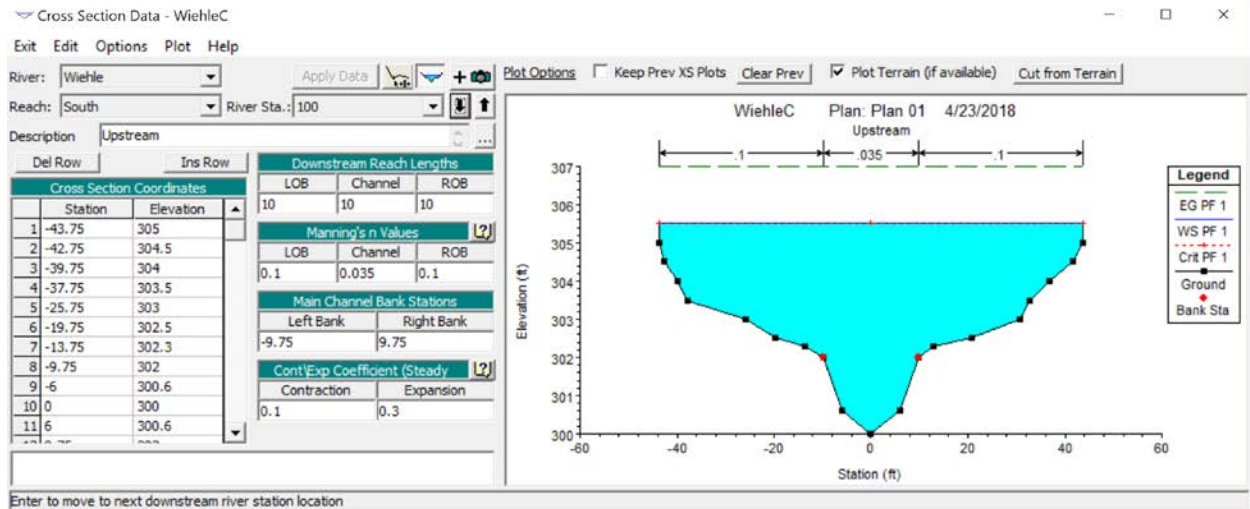 Cross Section Data - WiehleC
Exit Edit Options Plot Help
River: Wiehle Apply Data
Reach: South River Sta.: 100
Description Upstream ...
Del Row Ins Row
Cross Section Coordinates
Station Elevation
1 -43.75 305
2 -42.75 304.5
3 -39.75 304
4 -37.75 303.5
5 -25.75 303
6 -19.75 302.5
7 -13.75 302.3
8 -9.75 302
9 -6 300.6
10 0 300
11 6 300.6
Downstream Reach Lengths
LOB Channel ROB
10 10 10
Manning's n Values
LOB Channel ROB
0.1 0.035 0.1
Main Channel Bank Stations
Left Bank Right Bank
-9.75 9.75
Cont\Exp Coefficient (Steady
Contraction Expansion
0.1 0.3
Enter to move to next downstream river station location
Plot Options Keep Prev XS Plots Clear Prev Plot Terrain (if available) Cut from Terrain
WiehleC Plan: Plan 01 4/23/2018
Upstream
.1 .035 .1
307
306
305
304
303
302
301
300
Elevation (ft)
-60 -40 -20 0 20 40 60
Station (ft)
Legend
EG PF 1
WS PF 1
Crit PF 1
Ground
Bank Sta